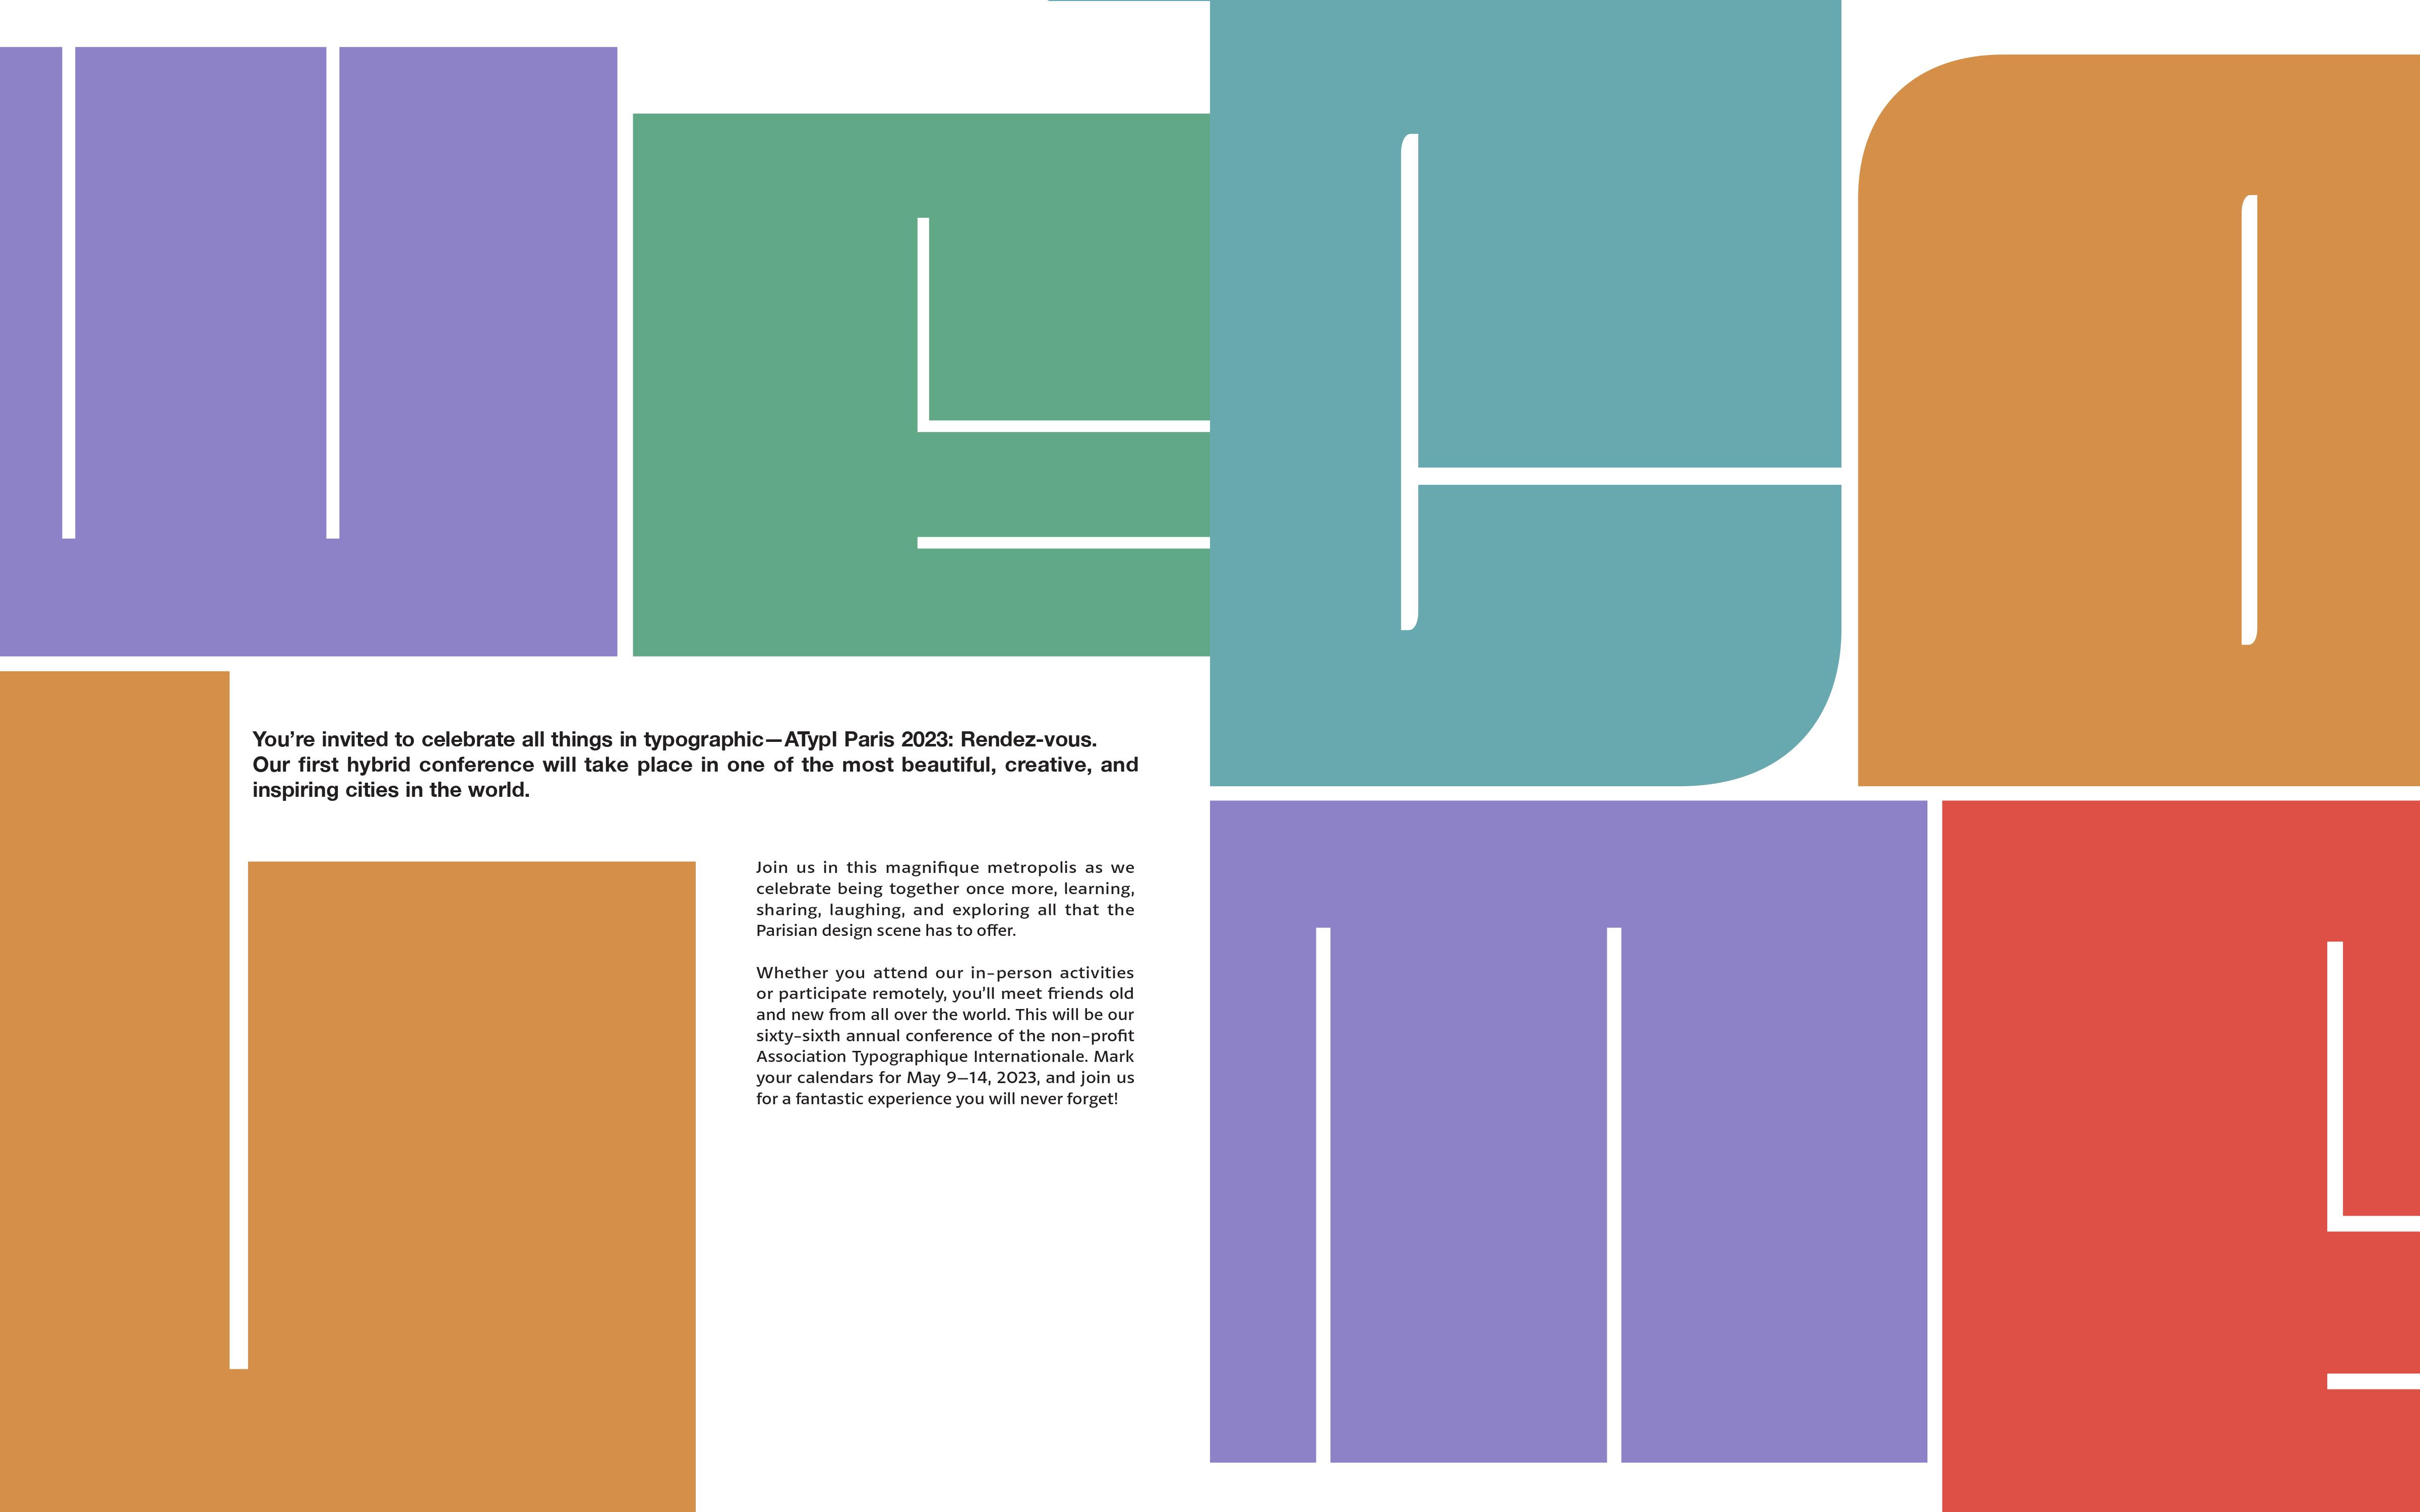 You’re invited to celebrate all things in typographic—ATypI Paris 2023: Rendez-vous.
Our first hybrid conference will take place in one of the most beautiful, creative, and
inspiring cities in the world.
Join us in this magnifique metropolis as we
celebrate being together once more, learning,
sharing, laughing, and exploring all that the
Parisian design scene has to offer.
Whether you attend our in-person activities
or participate remotely, you’ll meet friends old
and new from all over the world. This will be our
sixty-sixth annual conference of the non-profit
Association Typographique Internationale. Mark
your calendars for May 9–14, 2023, and join us
for a fantastic experience you will never forget!